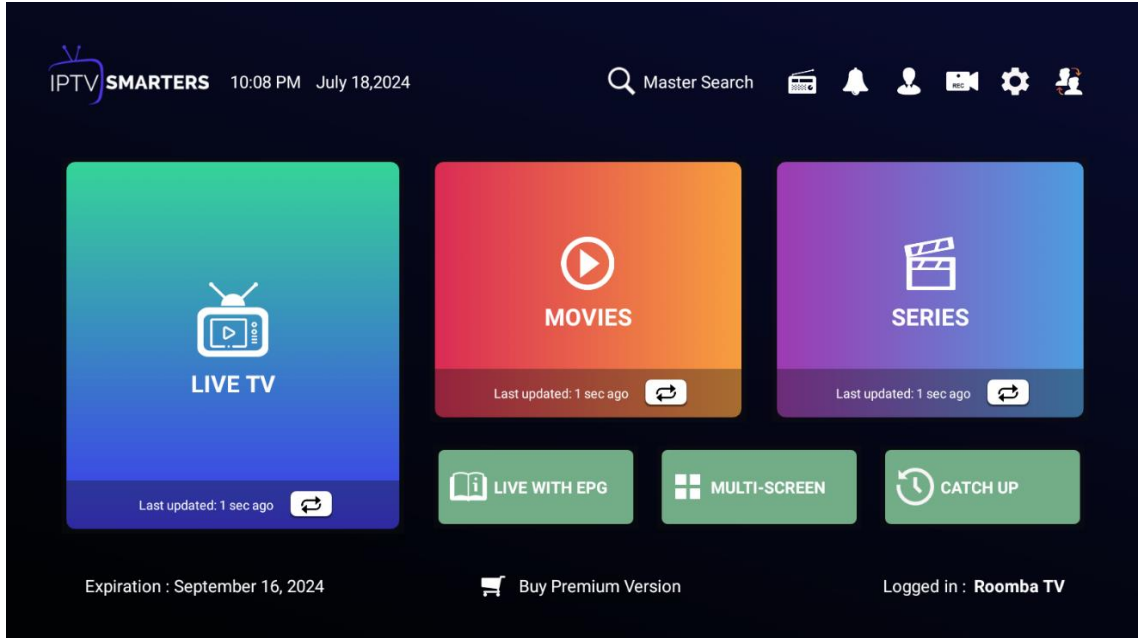 IPTV SMARTERS 10:08 PM July 18,2024 Master Search
REC
LIVE TV
Last updated: 1 sec ago
MOVIES
Last updated: 1 sec ago
SERIES
Last updated: 1 sec ago
LIVE WITH EPG
MULTI-SCREEN
CATCH UP
Expiration : September 16, 2024
Buy Premium Version
Logged in : Roomba TV